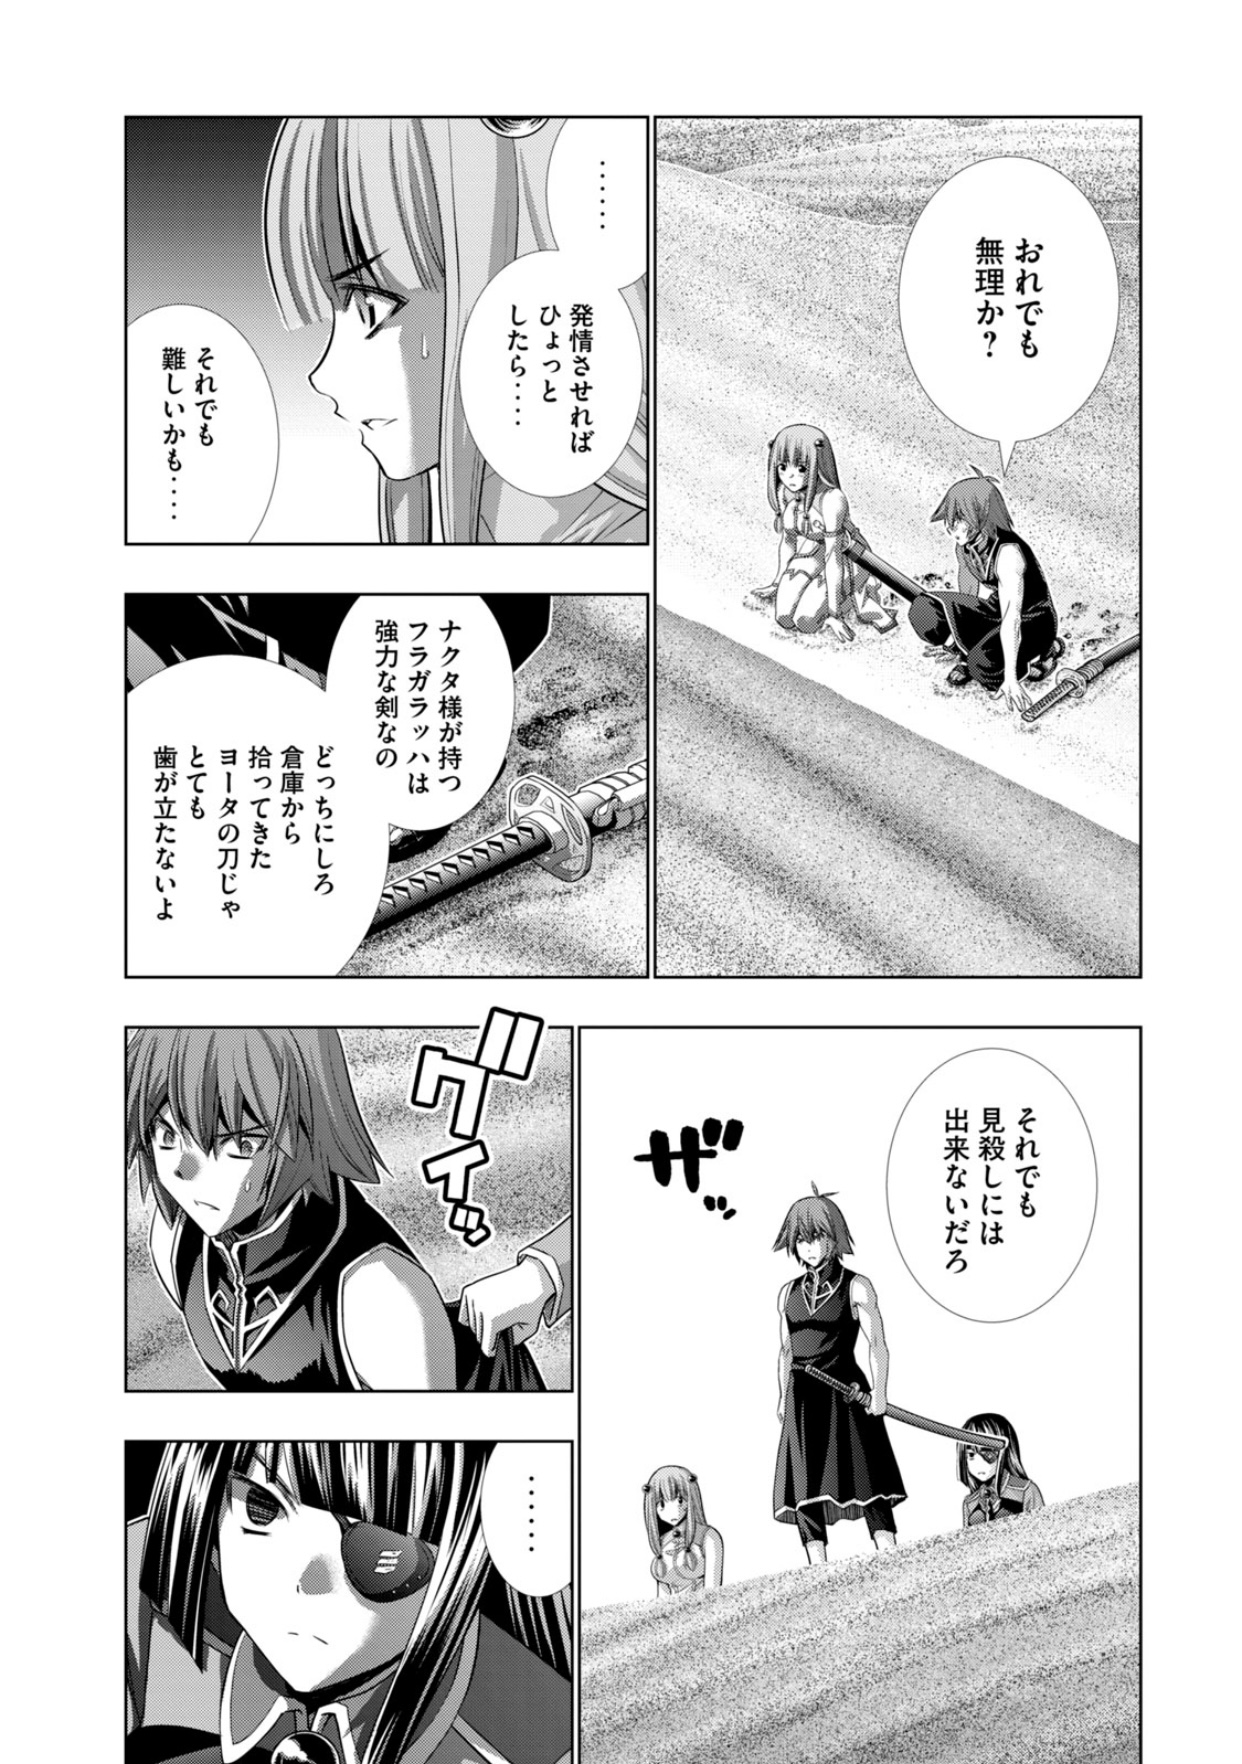 おれでも
無理か?
‥‥‥
発情させれば
ひょっと
したら‥‥
それでも
難しいかも‥‥
ナクタ様が持つ
フラガラッハは
強力な剣なの
どっちにしろ
倉庫から
拾ってきた
ヨータの刀じゃ
とても
歯が立たないよ
それでも
見殺しには
出来ないだろ
ザッ
グイッ
‥‥‥